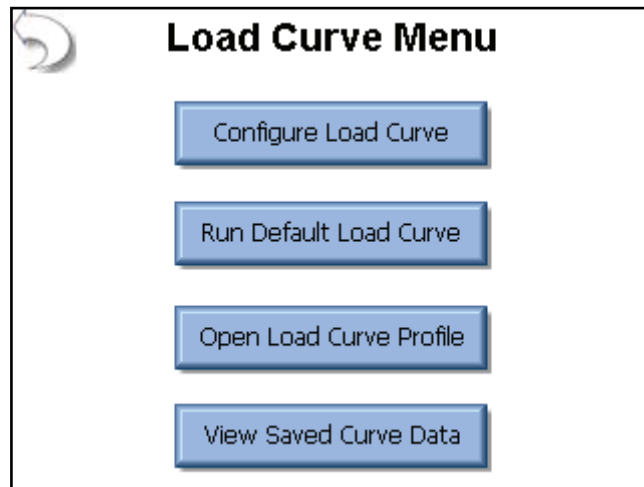 Load Curve Menu
Configure Load Curve
Run Default Load Curve
Open Load Curve Profile
View Saved Curve Data